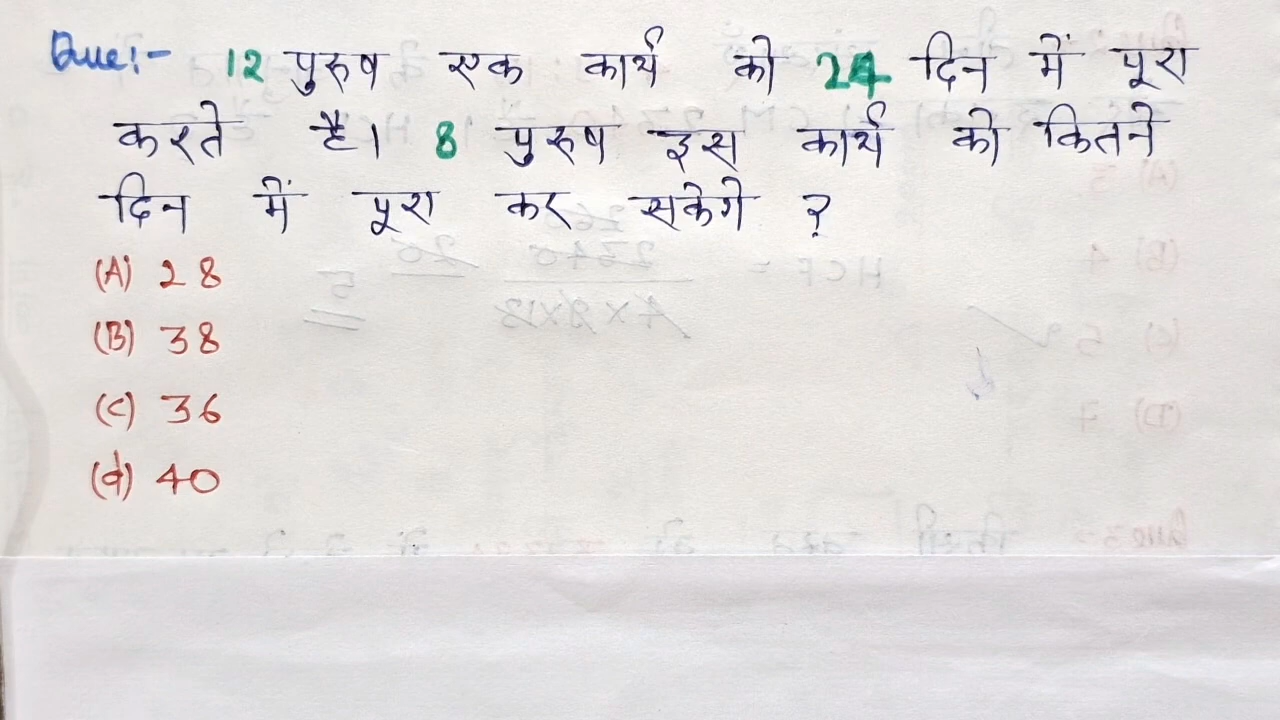 Que:- 12 पुरुष एक कार्य को 24 दिन में पूरा
करते है। 8 पुरुष इस कार्य को कितने
दिन में पूरा कर सकेगे ?
(A) 28
(B) 38
(C) 36
(d) 40